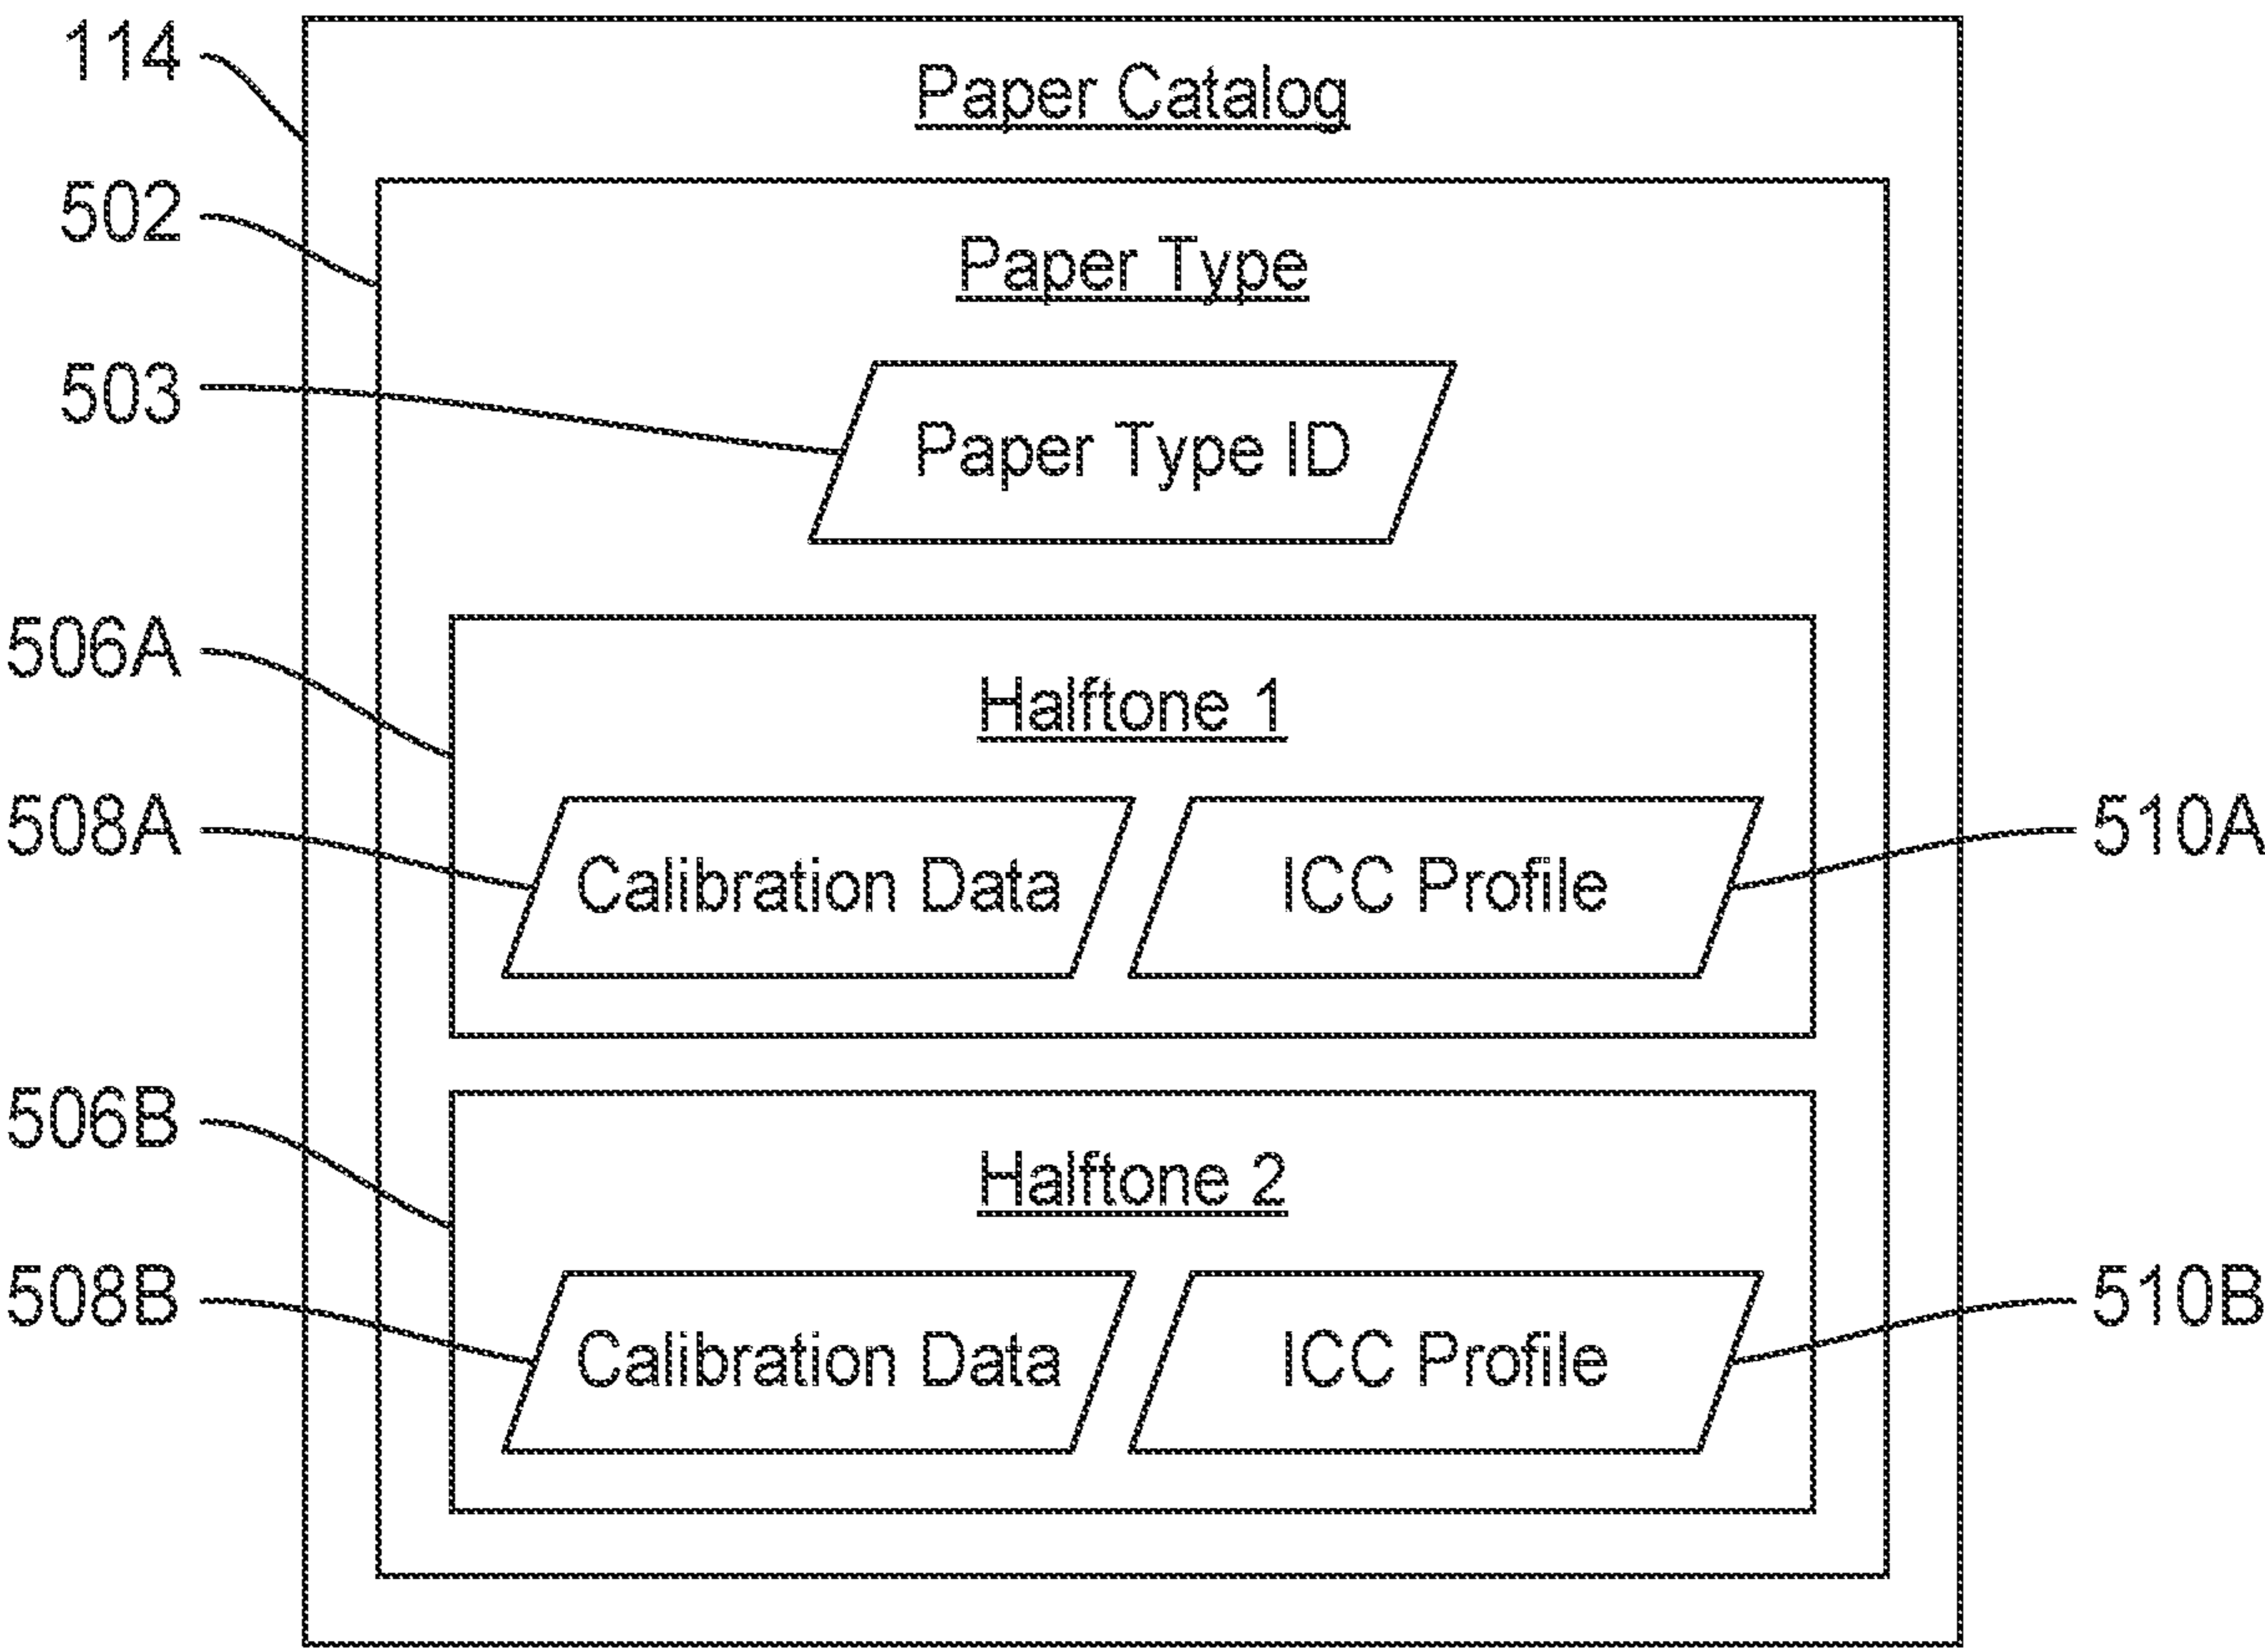 114
Paper Catalog
502
Paper Type
503
Paper Type ID
506A
Halftone 1
508A
Calibration Data
ICC Profile
510A
506B
Halftone 2
508B
Calibration Data
ICC Profile
510B